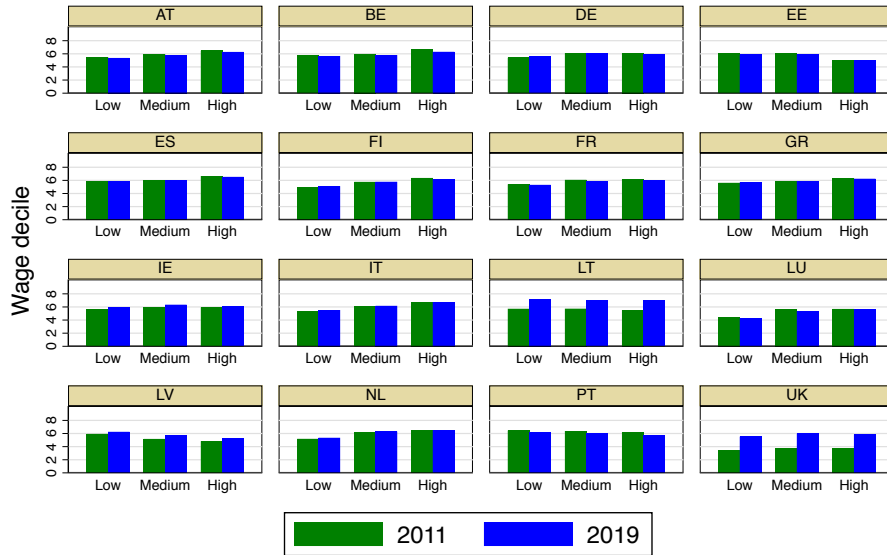 AT BE DE EE
0 2 4 6 8
Low Medium High Low Medium High Low Medium High Low Medium High
ES FI FR GR
0 2 4 6 8
Low Medium High Low Medium High Low Medium High Low Medium High
Wage decile
IE IT LT LU
0 2 4 6 8
Low Medium High Low Medium High Low Medium High Low Medium High
LV NL PT UK
0 2 4 6 8
Low Medium High Low Medium High Low Medium High Low Medium High
2011 2019